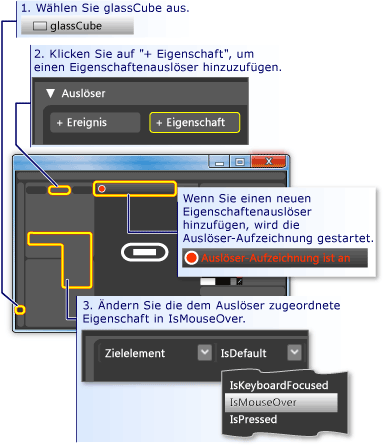 1. Wählen Sie glassCube aus.
glassCube
2. Klicken Sie auf "+ Eigenschaft", um
einen Eigenschaftenauslöser hinzuzufügen.
Auslöser
+ Ereignis
+ Eigenschaft
Wenn Sie einen neuen
Eigenschaftenauslöser
hinzufügen, wird die
Auslöser-Aufzeichnung gestartet.
Auslöser-Aufzeichnung ist an
3. Ändern Sie die dem Auslöser zugeordnete
Eigenschaft in IsMouseOver.
Zielelement
IsDefault
IsKeyboardFocused
IsMouseOver
IsPressed